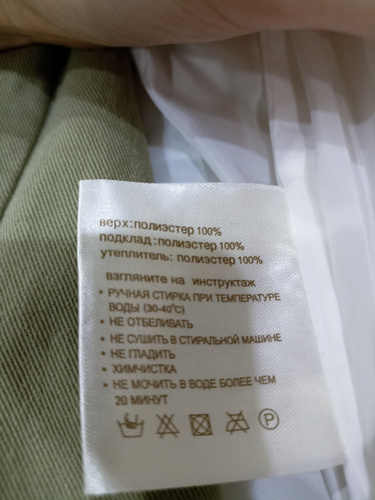 верх:полиэстер 100%
подклад:полиэстер 100%
утеплитель: полиэстер 100%
взгляните на инструктаж
• РУЧНАЯ СТИРКА ПРИ ТЕМПЕРАТУРЕ
ВОДЫ (30-40°C)
• НЕ ОТБЕЛИВАТЬ
• НЕ СУШИТЬ В СТИРАЛЬНОЙ МАШИНЕ
• НЕ ГЛАДИТЬ
• ХИМЧИСТКА
• НЕ МОЧИТЬ В ВОДЕ БОЛЕЕ ЧЕМ
20 МИНУТ
P